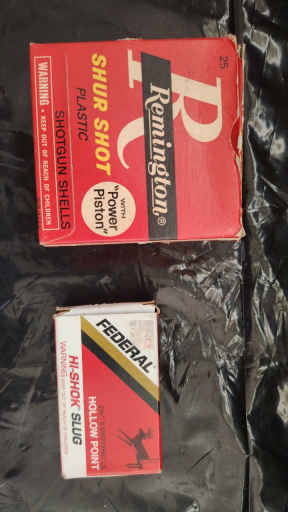 25
R
Remington®
WITH
"Power
Piston"
SHUR SHOT
PLASTIC
SHOTGUN SHELLS
WARNING • KEEP OUT OF REACH OF CHILDREN
FEDERAL®
HI-SHOK® SLUG
HOLLOW POINT
WARNING